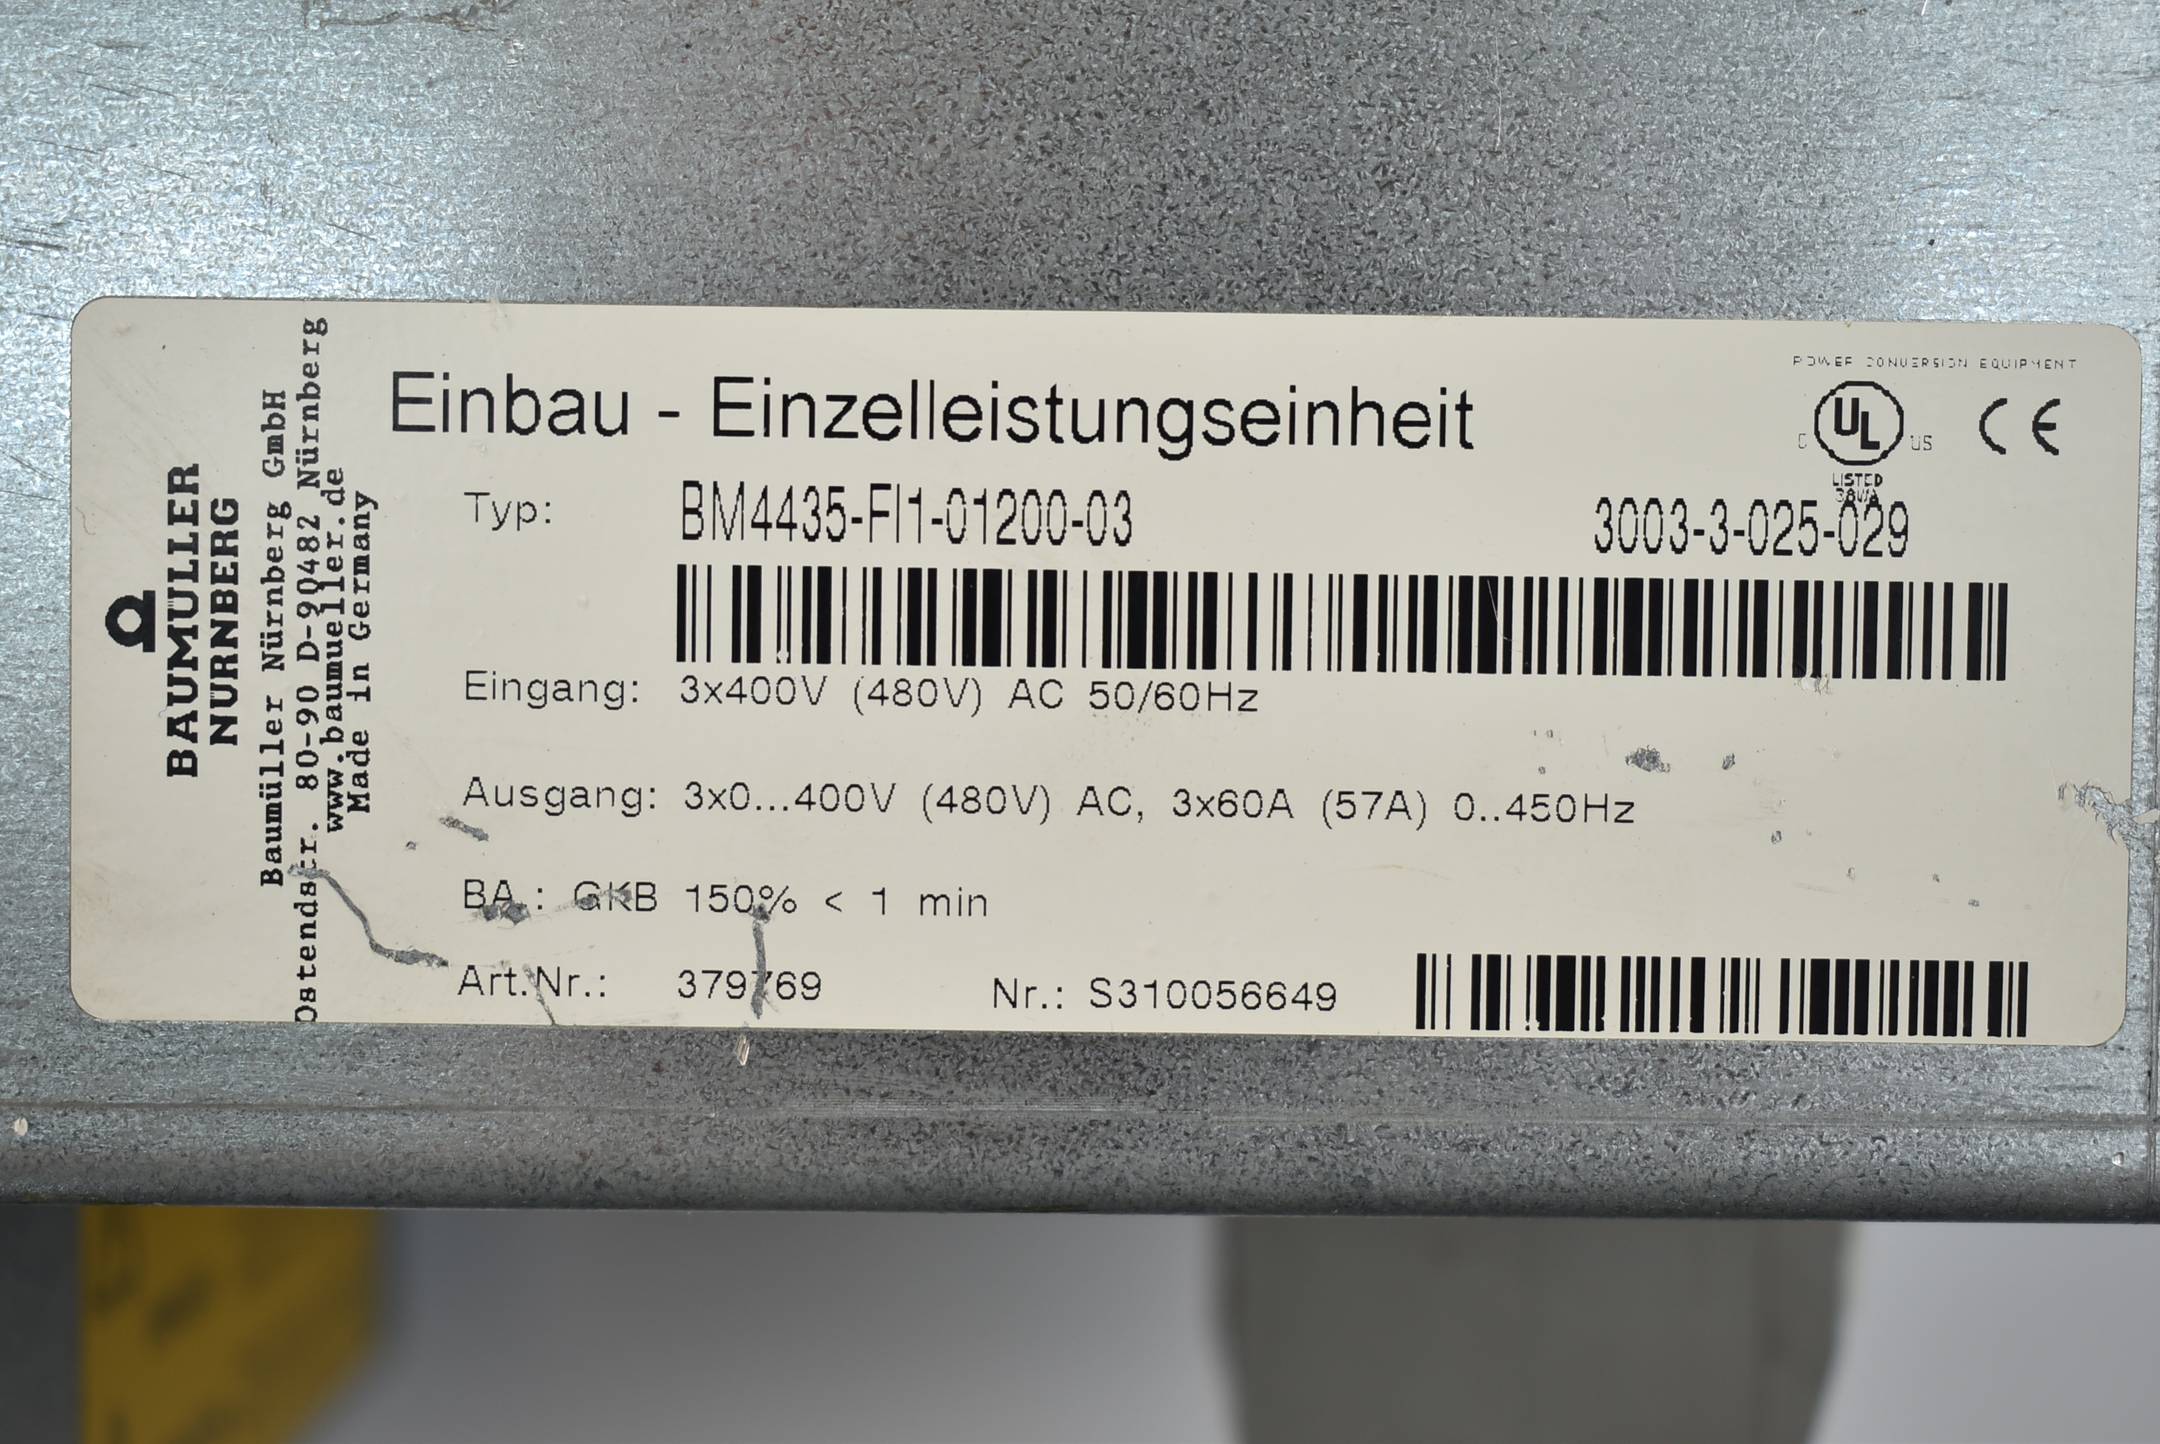 BAUMÜLLER
NÜRNBERG
Baumüller Nürnberg GmbH
Ostendstr. 80-90 D-90482 Nürnberg
www.baumueller.de
Made in Germany
Einbau - Einzelleistungseinheit
POWER CONVERSION EQUIPMENT
C UL US CE
LISTED
Typ: BM4435-FI1-01200-03 3003-3-025-029
Eingang: 3x400V (480V) AC 50/60Hz
Ausgang: 3x0...400V (480V) AC, 3x60A (57A) 0..450Hz
BA.: GKB 150% < 1 min
Art.Nr.: 379769 Nr.: S310056649